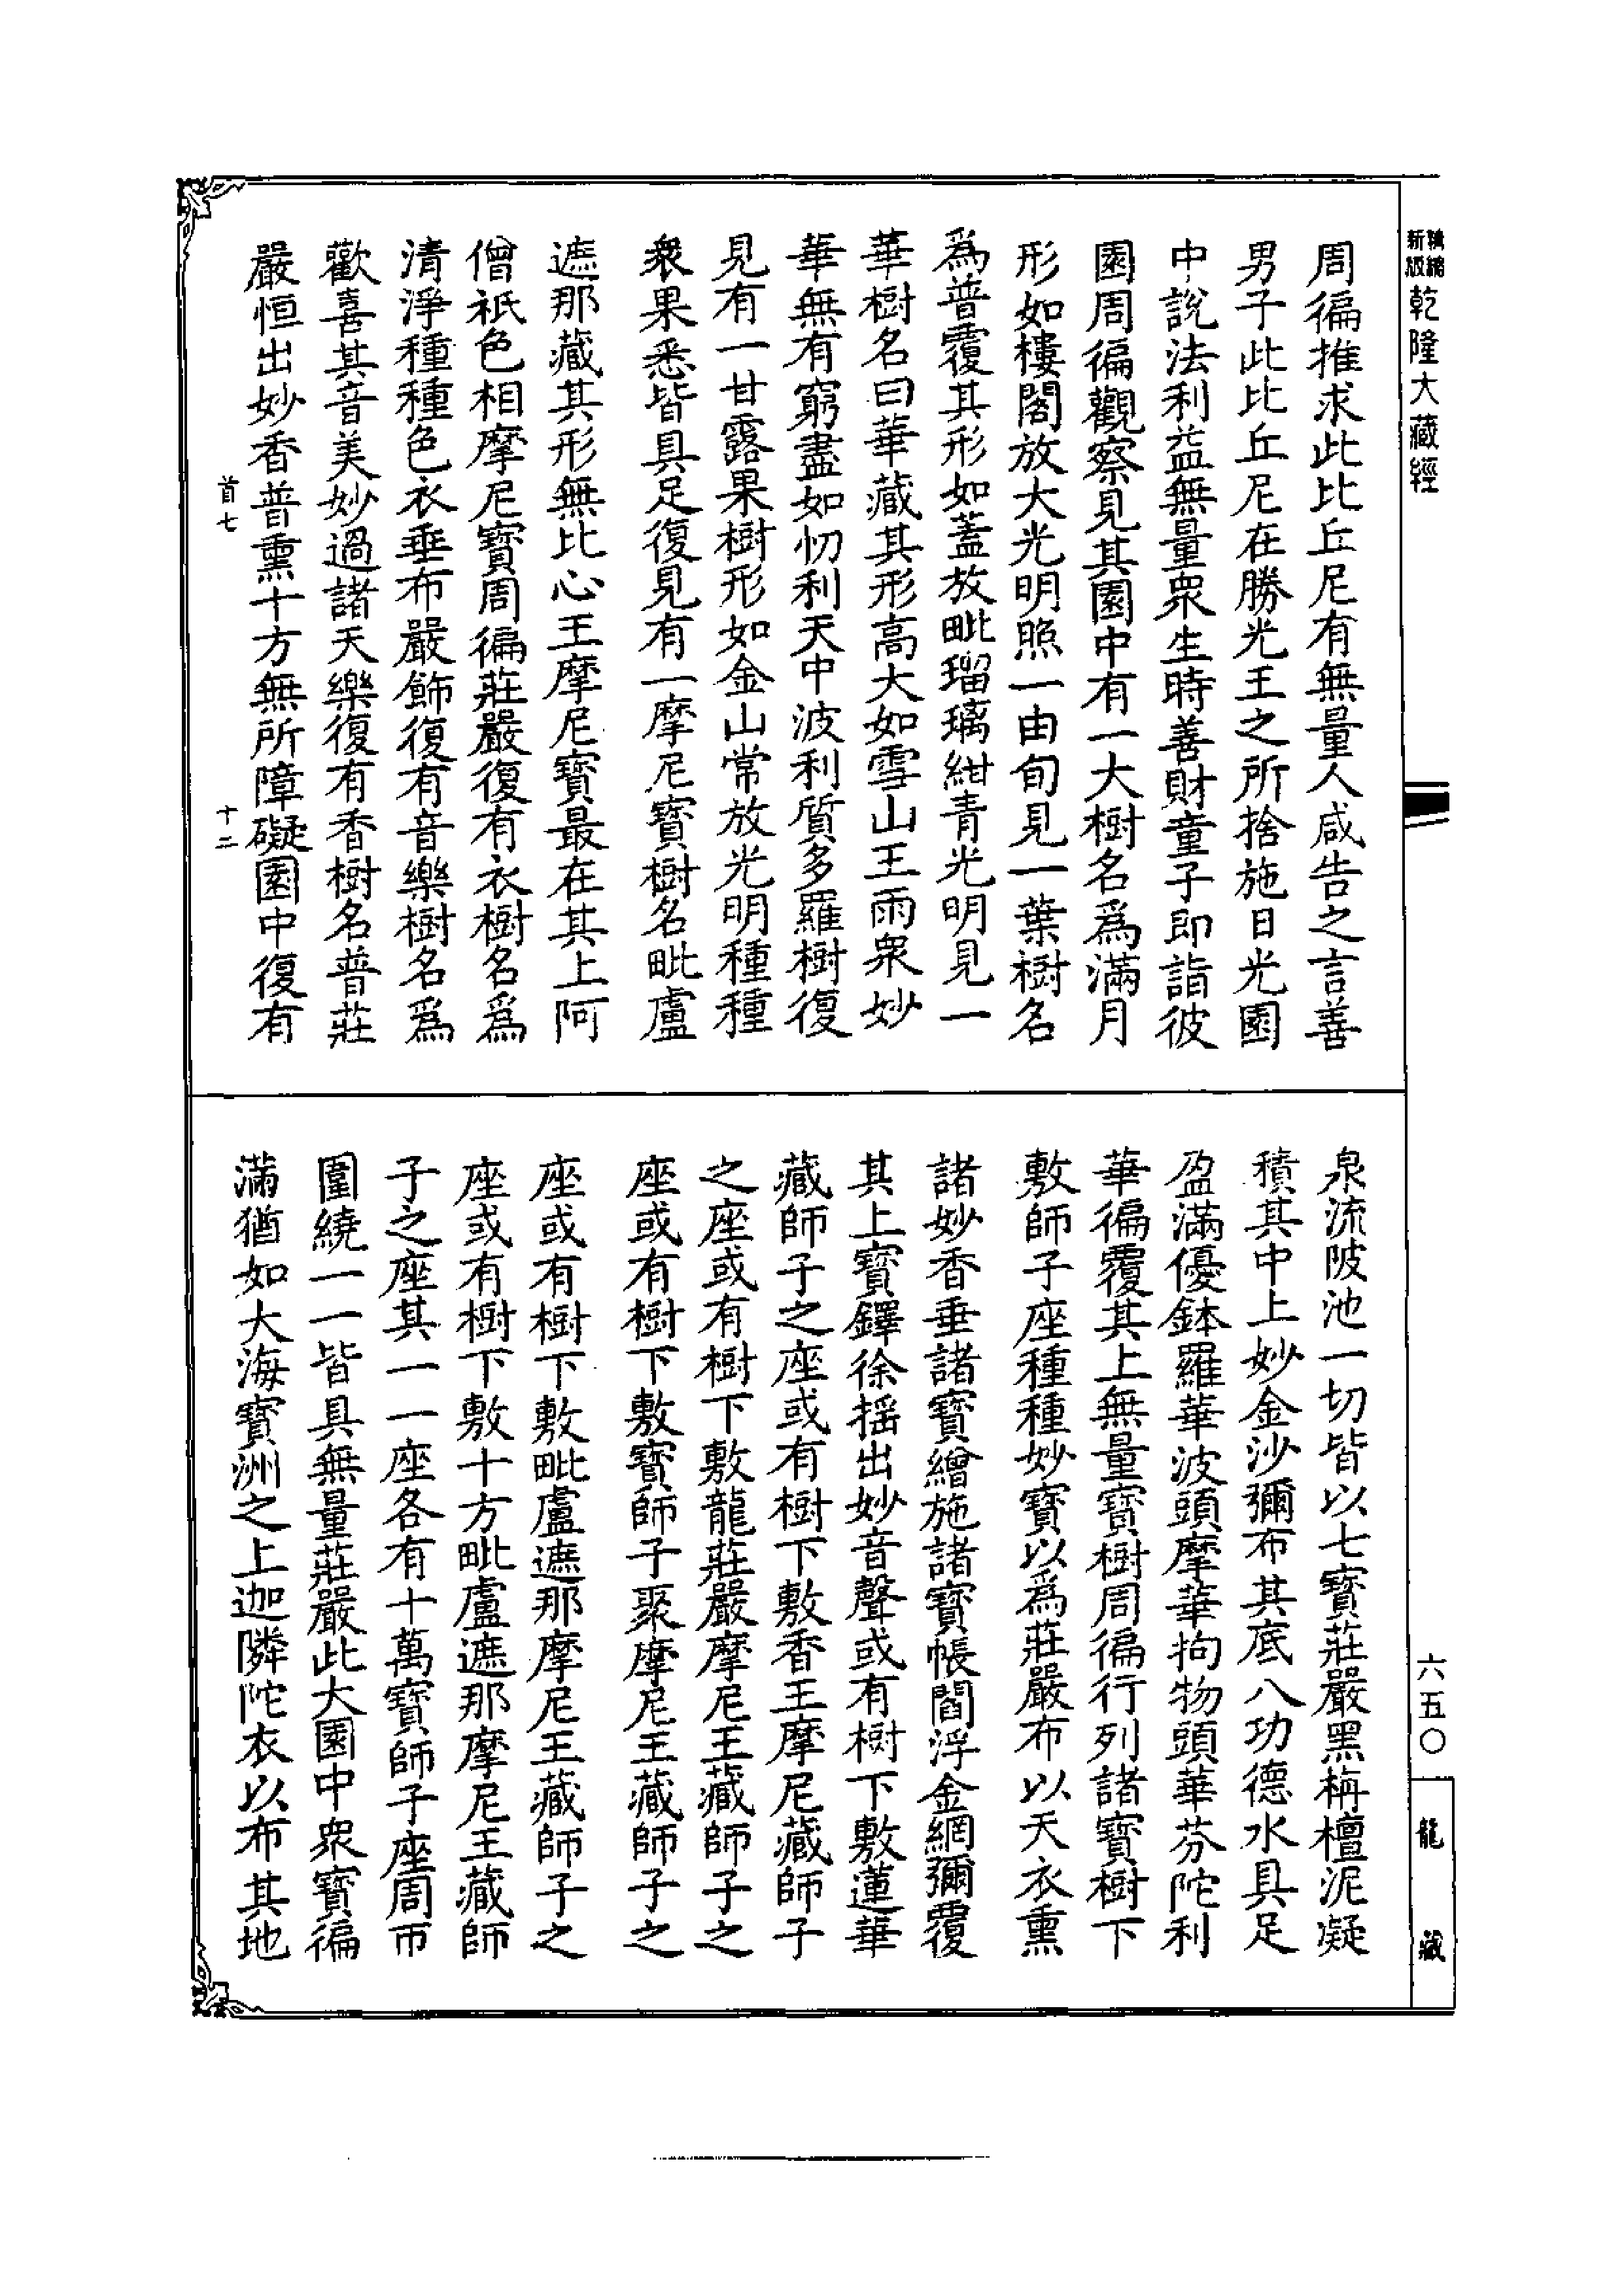 新編縮版乾隆大藏經
周徧推求此比丘尼有無量人咸告之言善
男子此比丘尼在勝光王之所捨施日光園
中說法利益無量衆生時善財童子即詣彼
園周徧觀察見其園中有一大樹名爲滿月
形如樓閣放大光明照一由旬見一葉樹名
爲普覆其形如蓋放毗瑠璃紺青光明見一
華樹名曰華藏其形高大如雪山王雨衆妙
華無有窮盡如忉利天中波利質多羅樹復
見有一甘露果樹形如金山常放光明種種
衆果悉皆具足復見有一摩尼寶樹名毗盧
遮那藏其形無比心王摩尼寶最在其上阿
僧祇色相摩尼寶周徧莊嚴復有衣樹名爲
清淨種種色衣垂布嚴飾復有音樂樹名爲
歡喜其音美妙過諸天樂復有香樹名普莊
嚴恒出妙香普熏十方無所障礙園中復有
首七 十二
泉流陂池一切皆以七寶莊嚴黑栴檀泥凝
積其中上妙金沙彌布其底八功德水具足
盈滿優鉢羅華波頭摩華拘物頭華芬陀利
華徧覆其上無量寶樹周徧行列諸寶樹下
敷師子座種種妙寶以爲莊嚴布以天衣熏
諸妙香垂諸寶繒施諸寶帳閻浮金網彌覆
其上寶鐸徐搖出妙音聲或有樹下敷蓮華
藏師子之座或有樹下敷香王摩尼藏師子
之座或有樹下敷龍莊嚴摩尼王藏師子之
座或有樹下敷寶師子聚摩尼王藏師子之
座或有樹下敷毗盧遮那摩尼王藏師子之
座或有樹下敷十方毗盧遮那摩尼王藏師
子之座其一一座各有十萬寶師子座周帀
圍繞一一皆具無量莊嚴此大園中衆寶徧
滿猶如大海寶洲之上迦隣陀衣以布其地
六五〇
龍藏